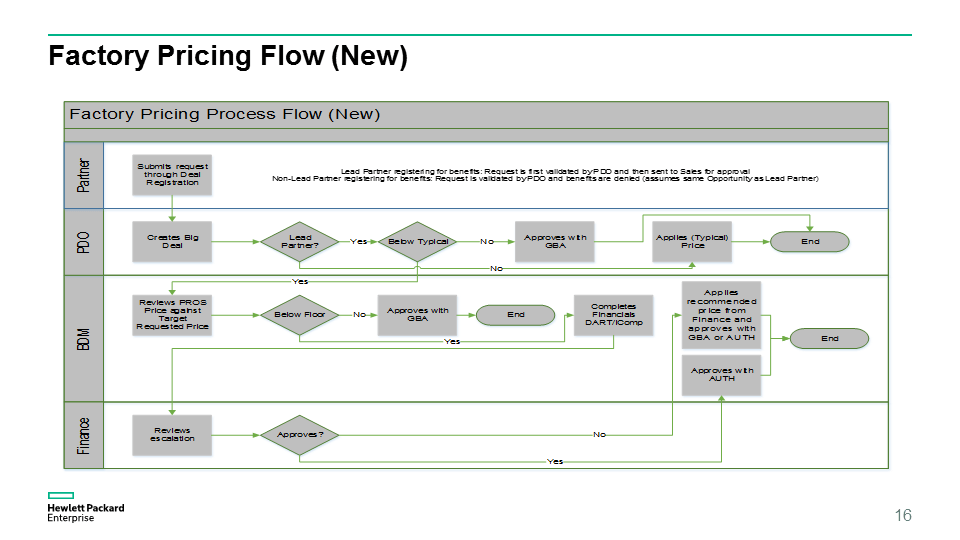 Factory Pricing Flow (New)
Factory Pricing Process Flow (New)
Partner
Submits request
through Deal
Registration
Lead Partner registering for benefits: Request is first validated by PDO and then sent to Sales for approval
Non-Lead Partner registering for benefits: Request is validated by PDO and benefits are denied (assumes same Opportunity as Lead Partner)
PDO
Creates Big
Deal
Lead
Partner?
Yes
Below Typical
No
Approves with
GBA
Applies (Typical)
Price
End
No
Yes
BDM
Reviews PROS
Price against
Target
Requested Price
Below Floor
No
Approves with
GBA
End
Completes
Financials
DART/iComp
Applies
recommended
price from
Finance and
approves with
GBA or AUTH
End
Yes
Approves with
AUTH
Finance
Reviews
escalation
Approves?
No
Yes
Hewlett Packard
Enterprise
16